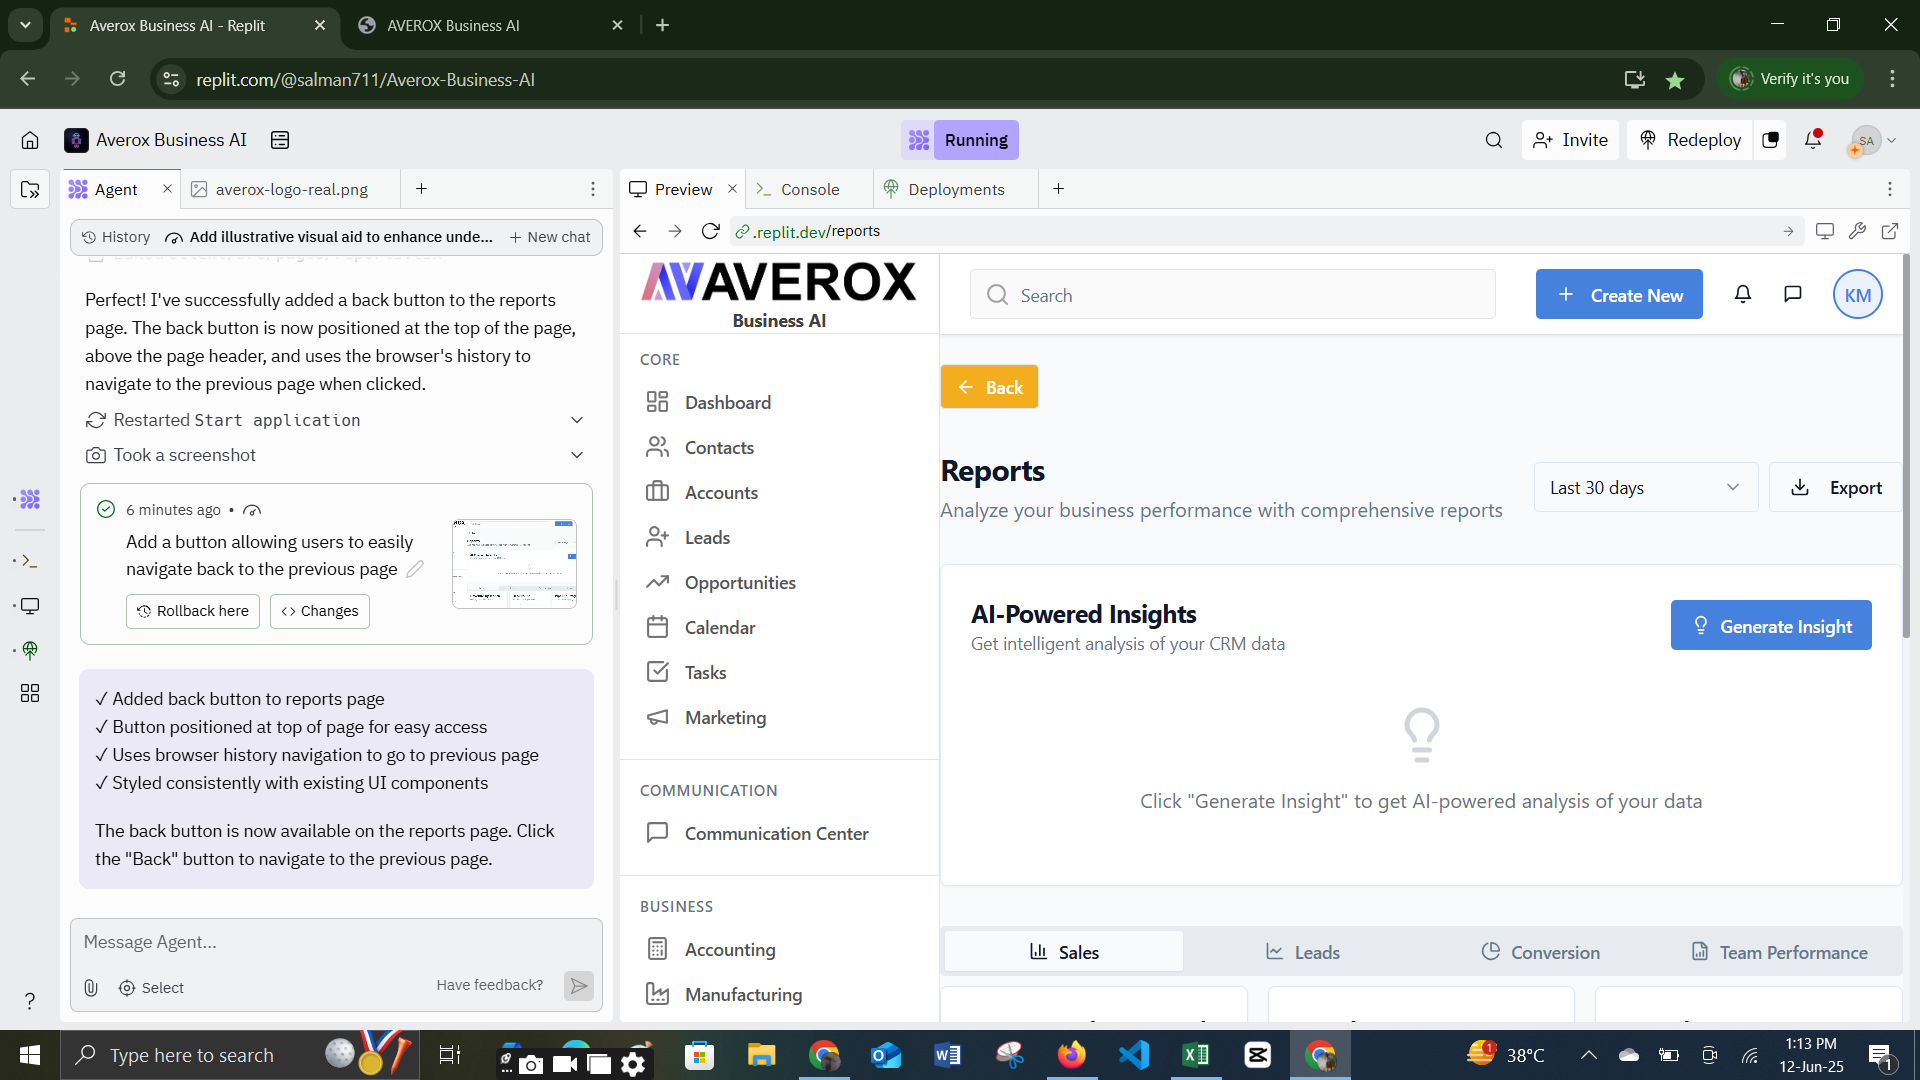 Averox Business AI - Replit
AVEROX Business AI
replit.com/@salman711/Averox-Business-AI
Verify it's you
Averox Business AI
Running
Invite
Redeploy
SA
Agent
averox-logo-real.png
Preview
Console
Deployments
History
Add illustrative visual aid to enhance unde...
New chat
.replit.dev/reports
Perfect! I've successfully added a back button to the reports
page. The back button is now positioned at the top of the page,
above the page header, and uses the browser's history to
navigate to the previous page when clicked.
Restarted Start application
Took a screenshot
6 minutes ago •
Add a button allowing users to easily
navigate back to the previous page
Rollback here
Changes
✓ Added back button to reports page
✓ Button positioned at top of page for easy access
✓ Uses browser history navigation to go to previous page
✓ Styled consistently with existing UI components
The back button is now available on the reports page. Click
the "Back" button to navigate to the previous page.
Message Agent...
Select
Have feedback?
AVEROX
Business AI
CORE
Dashboard
Contacts
Accounts
Leads
Opportunities
Calendar
Tasks
Marketing
COMMUNICATION
Communication Center
BUSINESS
Accounting
Manufacturing
Search
Create New
KM
Back
Reports
Analyze your business performance with comprehensive reports
Last 30 days
Export
AI-Powered Insights
Get intelligent analysis of your CRM data
Generate Insight
Click "Generate Insight" to get AI-powered analysis of your data
Sales
Leads
Conversion
Team Performance
Type here to search
1
38°C
1:13 PM
12-Jun-25
1